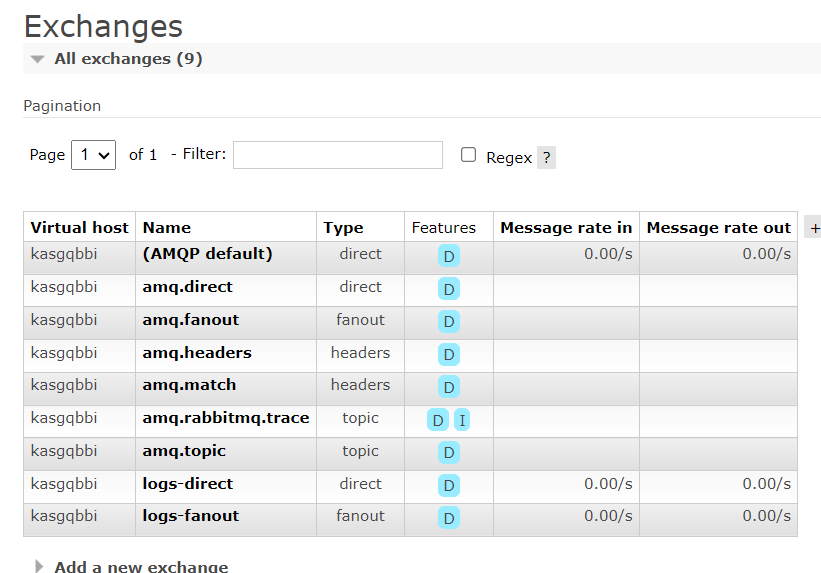 Exchanges
All exchanges (9)
Pagination
Page 1 of 1 - Filter: Regex ?
Virtual host Name Type Features Message rate in Message rate out +
kasgqbbi (AMQP default) direct D 0.00/s 0.00/s
kasgqbbi amq.direct direct D
kasgqbbi amq.fanout fanout D
kasgqbbi amq.headers headers D
kasgqbbi amq.match headers D
kasgqbbi amq.rabbitmq.trace topic D I
kasgqbbi amq.topic topic D
kasgqbbi logs-direct direct D 0.00/s 0.00/s
kasgqbbi logs-fanout fanout D 0.00/s 0.00/s
Add a new exchange